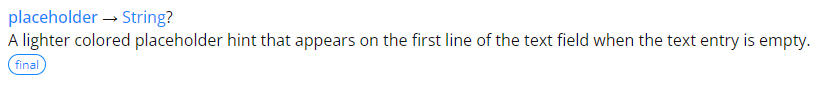 placeholder → String?
A lighter colored placeholder hint that appears on the first line of the text field when the text entry is empty.
final